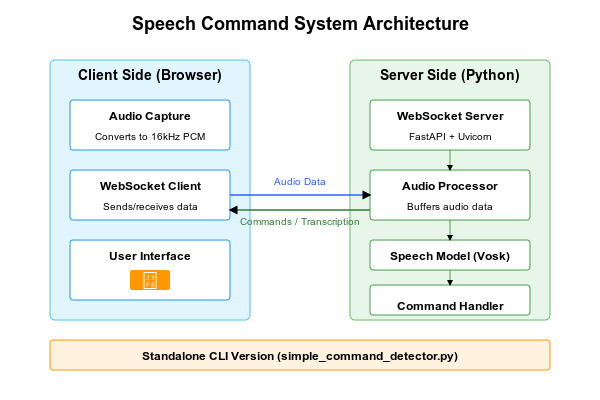 Speech Command System Architecture
Client Side (Browser)
Audio Capture
Converts to 16kHz PCM
WebSocket Client
Sends/receives data
User Interface
Audio Data
Commands / Transcription
Server Side (Python)
WebSocket Server
FastAPI + Uvicorn
Audio Processor
Buffers audio data
Speech Model (Vosk)
Command Handler
Standalone CLI Version (simple_command_detector.py)